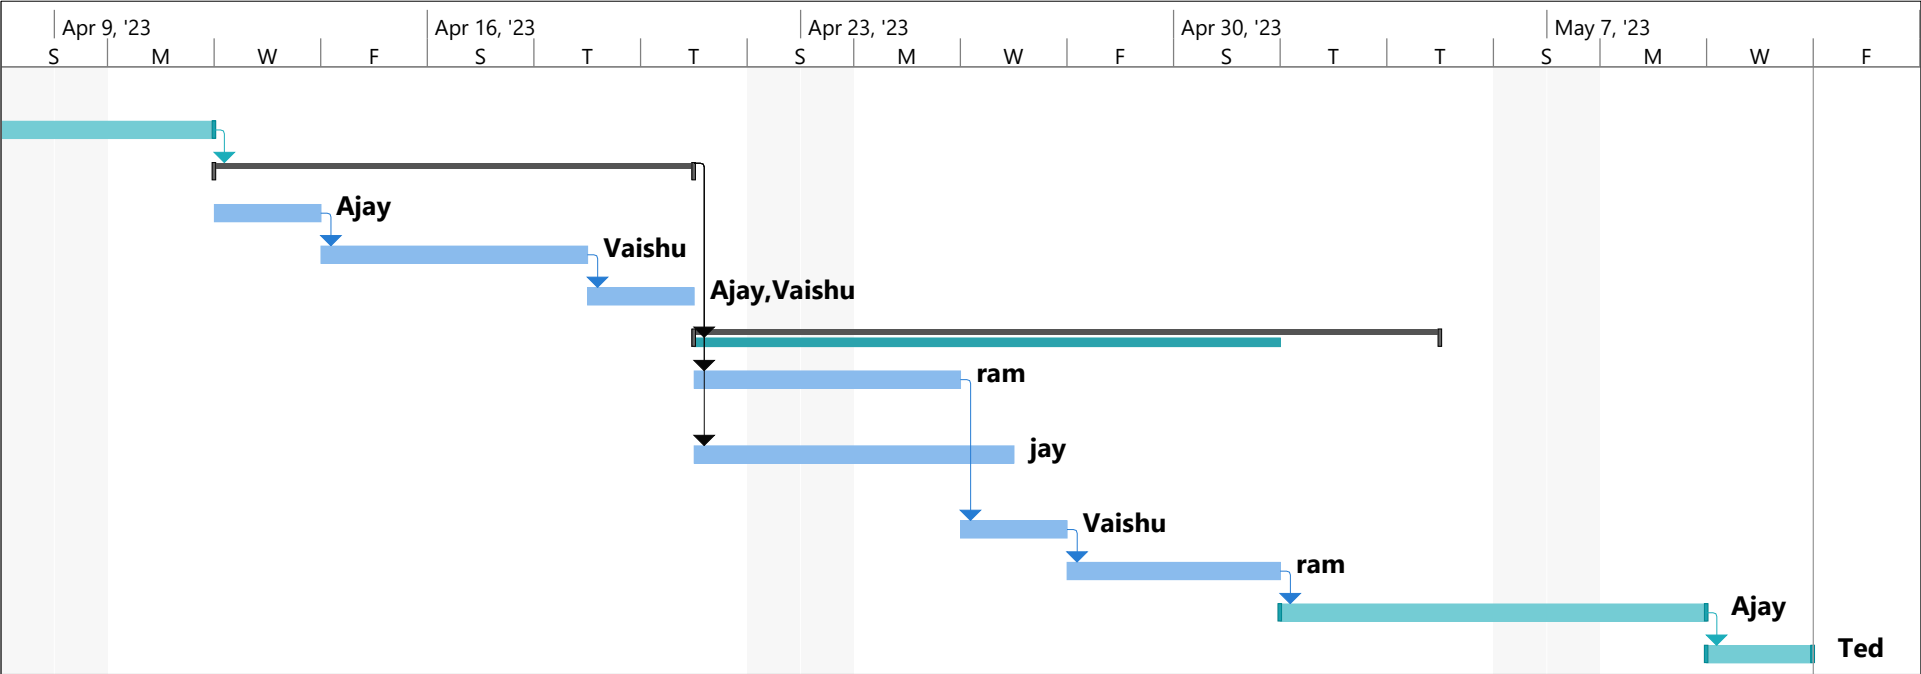 Apr 9, '23 Apr 16, '23 Apr 23, '23 Apr 30, '23 May 7, '23
S M W F S T T S M W F S T T S M W F
Ajay
Vaishu
Ajay,Vaishu
ram
jay
Vaishu
ram
Ajay
Ted